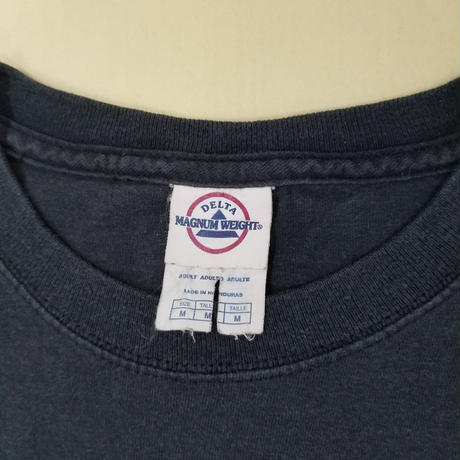 DELTA
MAGNUM WEIGHT®
ADULT ADULTO ADULTE
MADE IN HONDURAS
SIZE TALLA TAILLE
M M M